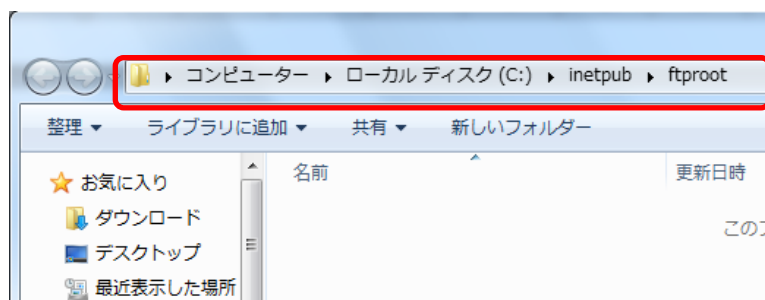 コンピューター ▸ ローカル ディスク (C:) ▸ inetpub ▸ ftproot
整理 ライブラリに追加 共有 新しいフォルダー
お気に入り 名前 更新日時
ダウンロード
この
デスクトップ
最近表示した場所